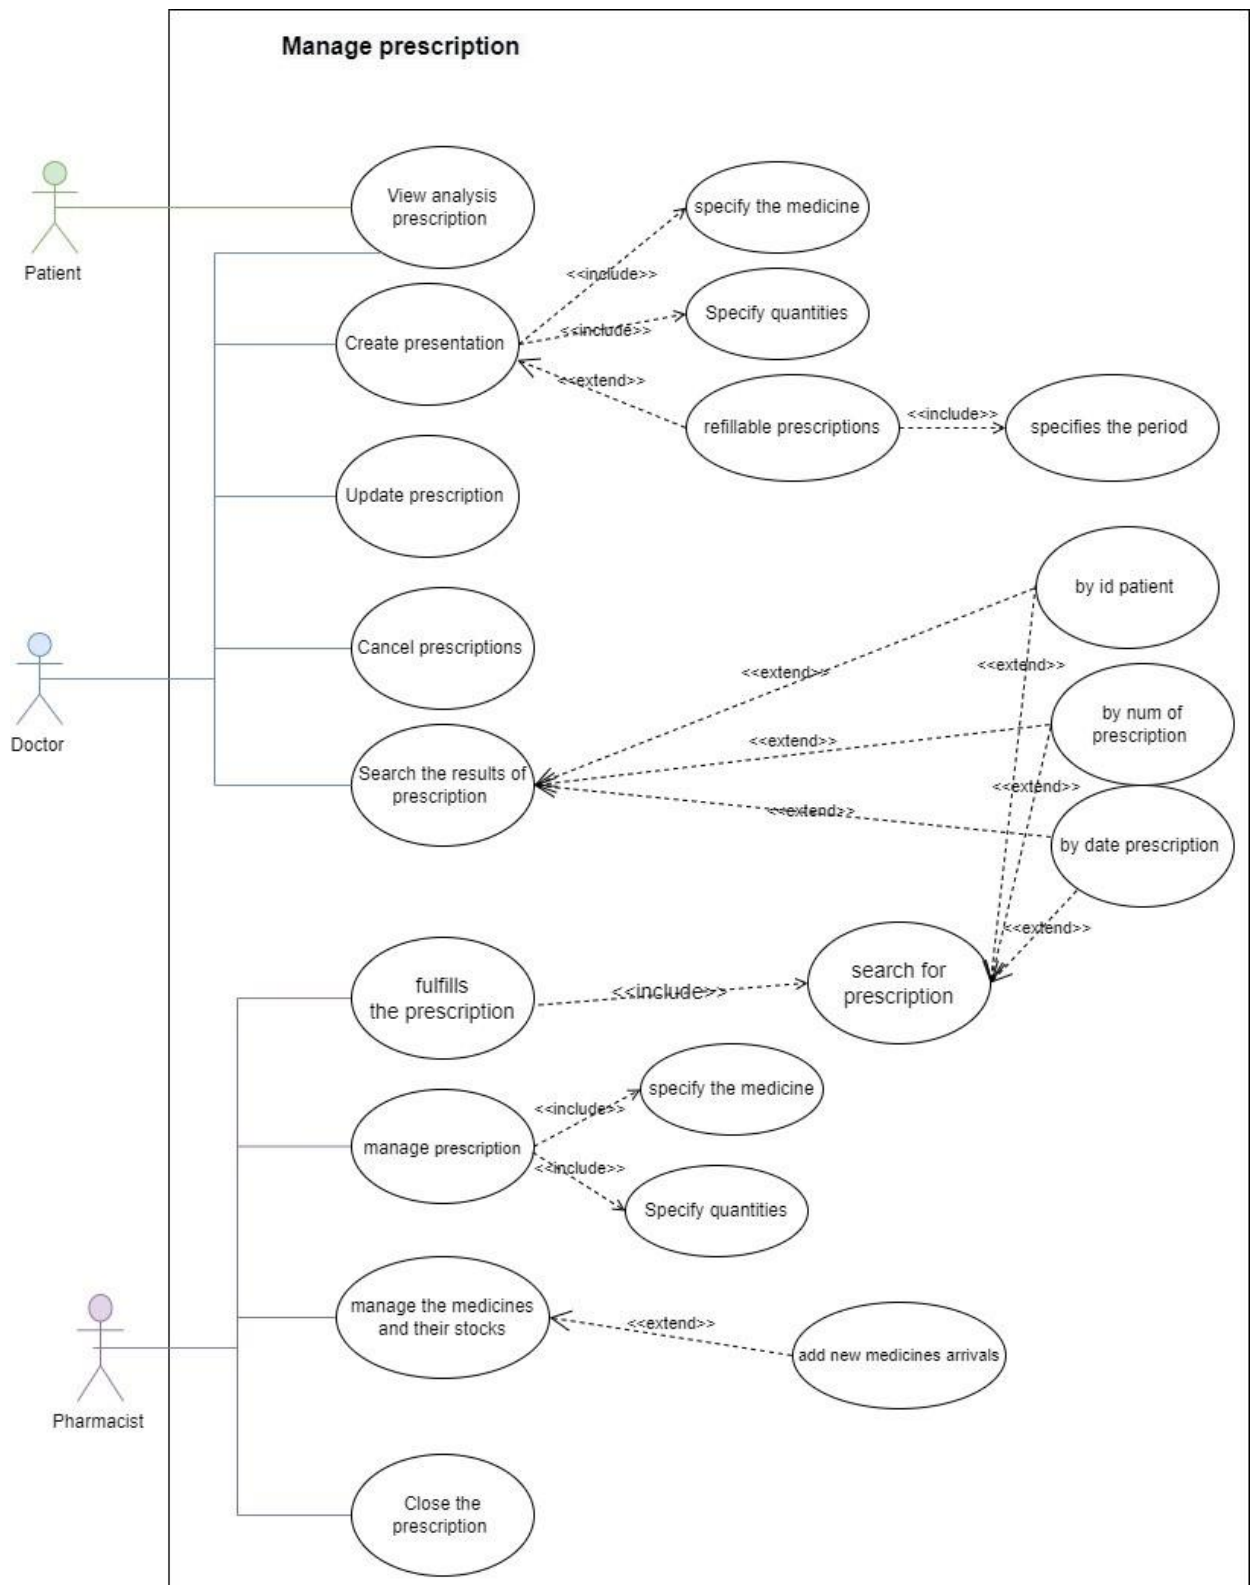 Manage prescription
View analysis
prescription
specify the medicine
Patient
<<include>>
Specify quantities
<<include>>
Create presentation
<<extend>>
refillable prescriptions
<<include>>
specifies the period
Update prescription
by id patient
Cancel prescriptions
<<extend>>
<<extend>>
by num of
prescription
Doctor
<<extend>>
Search the results of
prescription
<<extend>>
<<extend>>
by date prescription
<<extend>>
search for
prescription
fulfills
the prescription
<<include>>
specify the medicine
<<include>>
manage prescription
<<include>>
Specify quantities
manage the medicines
and their stocks
<<extend>>
add new medicines arrivals
Pharmacist
Close the
prescription